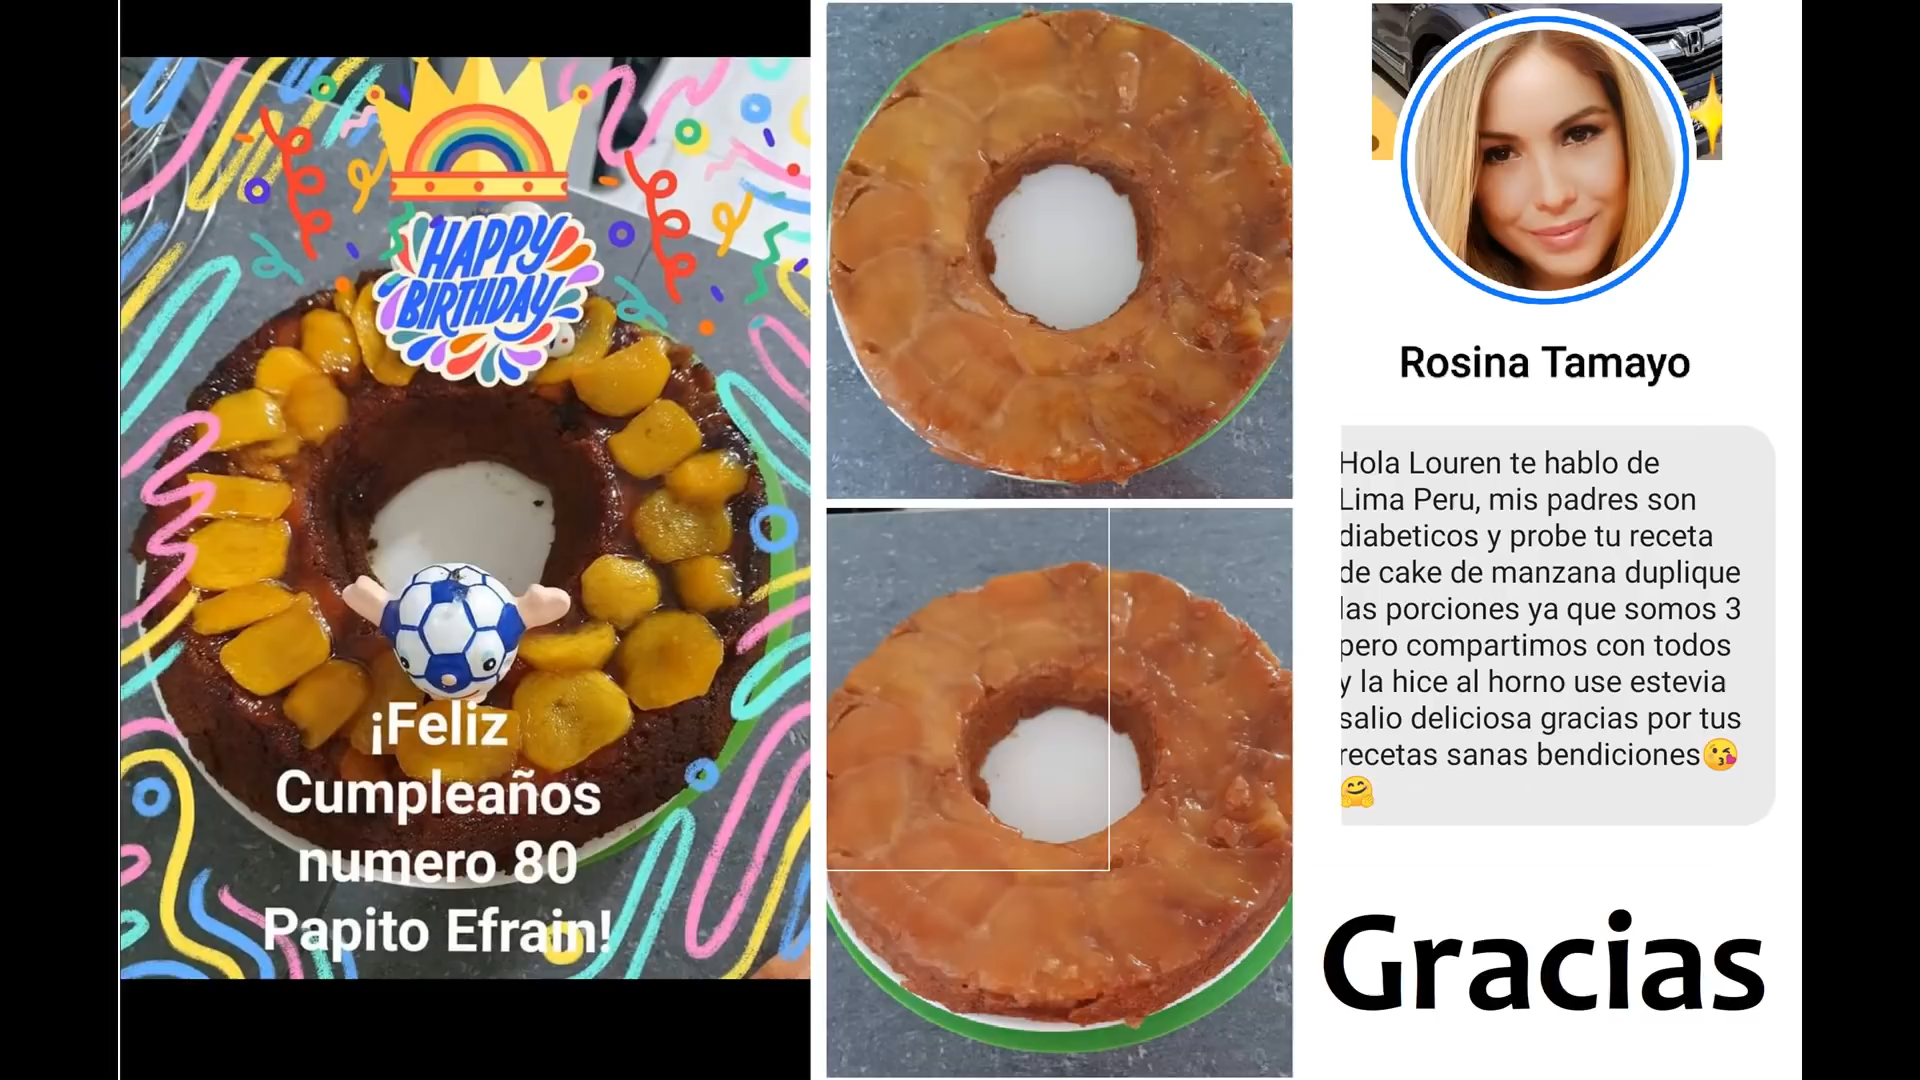 HAPPY
BIRTHDAY
¡Feliz
Cumpleaños
numero 80
Papito Efrain!
Rosina Tamayo
Hola Louren te hablo de
Lima Peru, mis padres son
diabeticos y probe tu receta
de cake de manzana duplique
las porciones ya que somos 3
pero compartimos con todos
y la hice al horno use estevia
salio deliciosa gracias por tus
recetas sanas bendiciones😘
🤗
Gracias